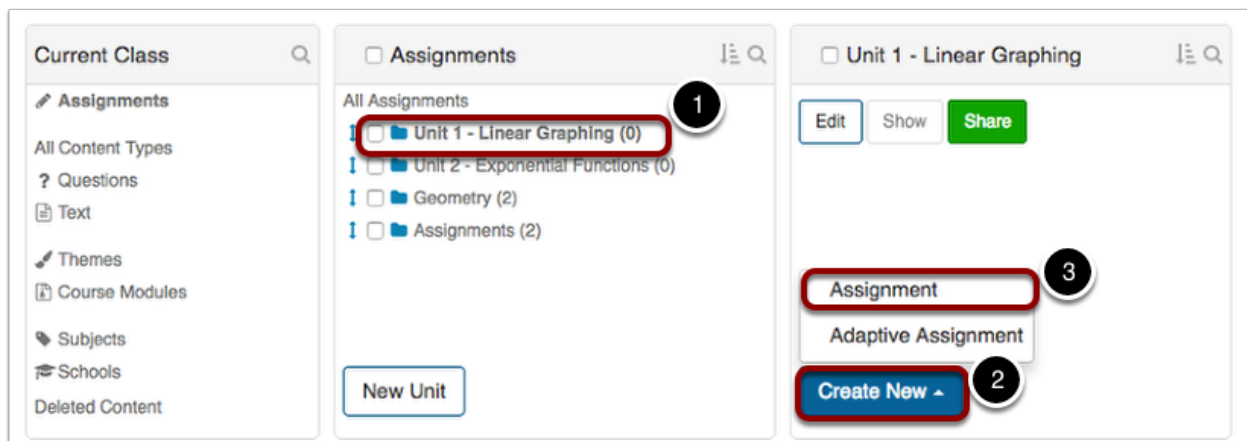 Current Class
Assignments
All Content Types
? Questions
Text
Themes
Course Modules
Subjects
Schools
Deleted Content
Assignments
All Assignments
1
Unit 1 - Linear Graphing (0)
Unit 2 - Exponential Functions (0)
Geometry (2)
Assignments (2)
New Unit
Unit 1 - Linear Graphing
Edit Show Share
3
Assignment
Adaptive Assignment
Create New
2